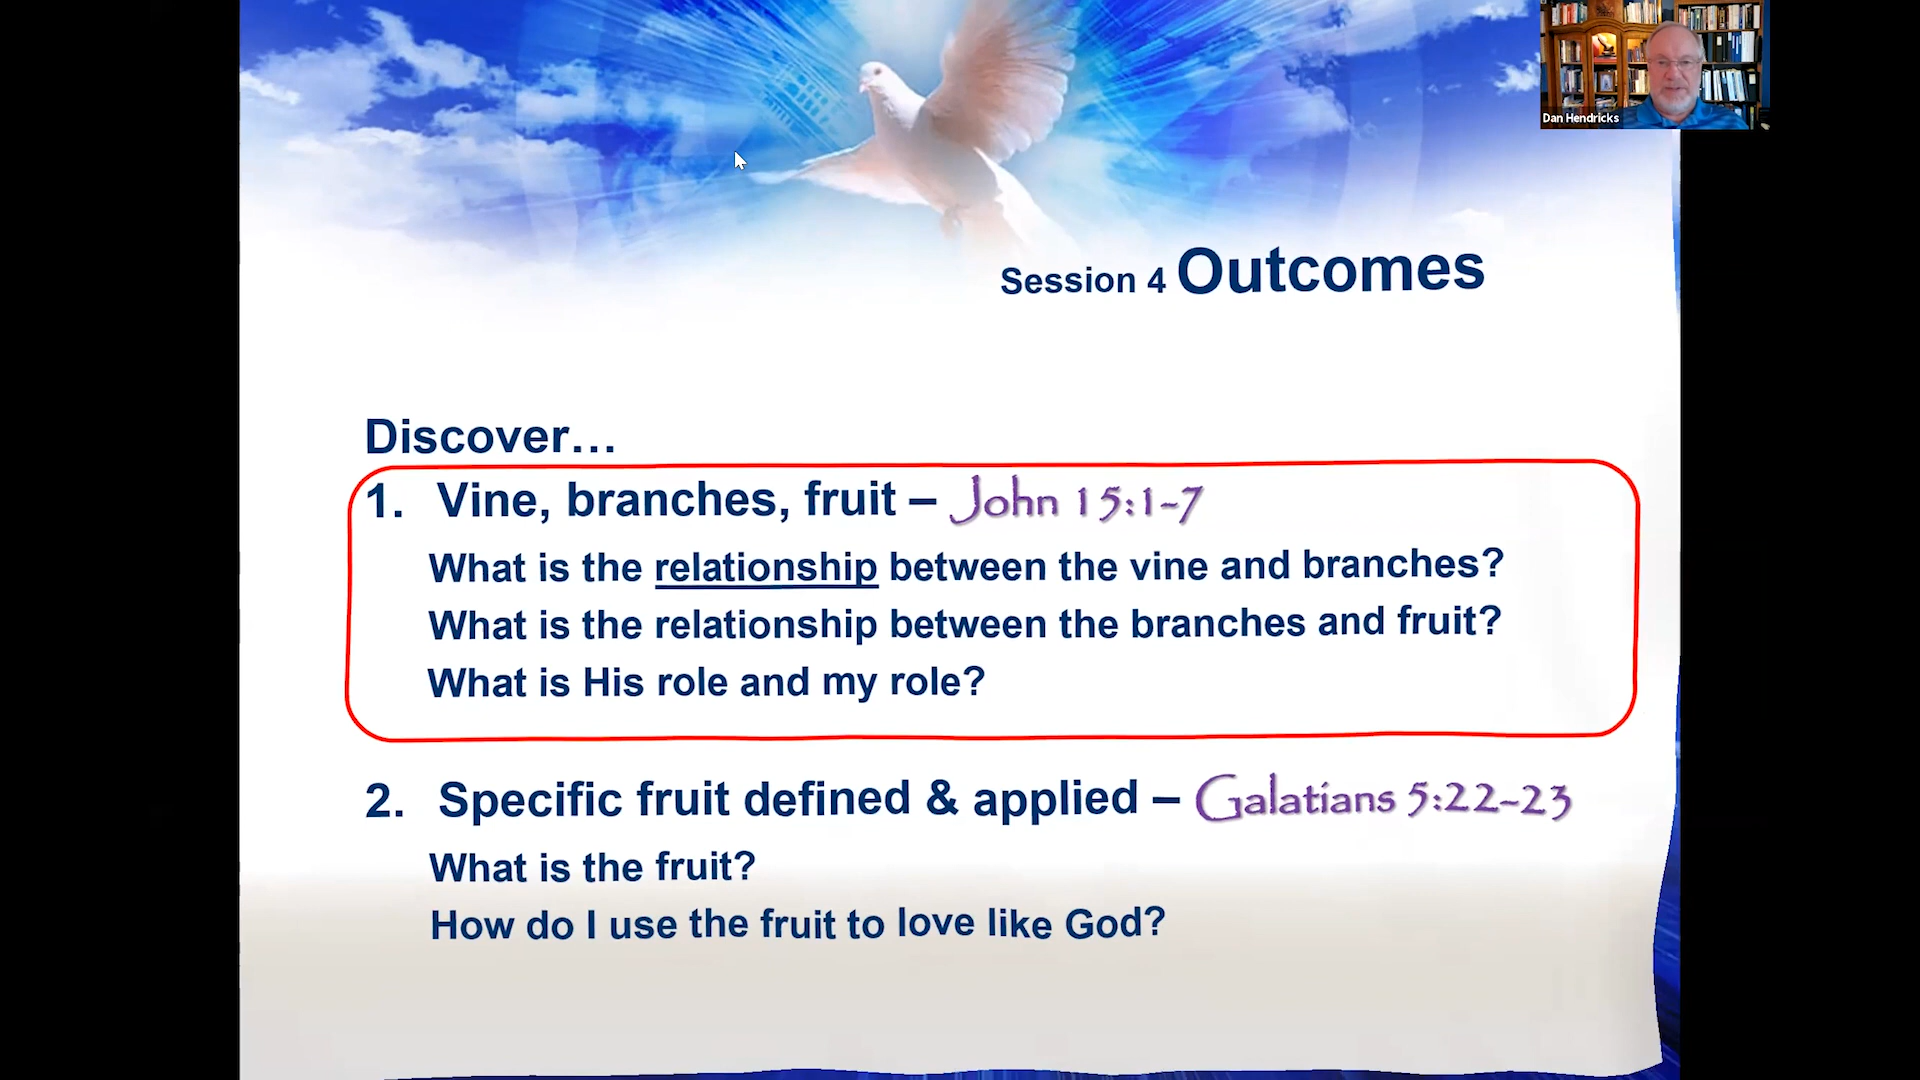 Dan Hendricks
Session 4 Outcomes
Discover...
1. Vine, branches, fruit – John 15:1-7
What is the relationship between the vine and branches?
What is the relationship between the branches and fruit?
What is His role and my role?
2. Specific fruit defined & applied – Galatians 5:22-23
What is the fruit?
How do I use the fruit to love like God?